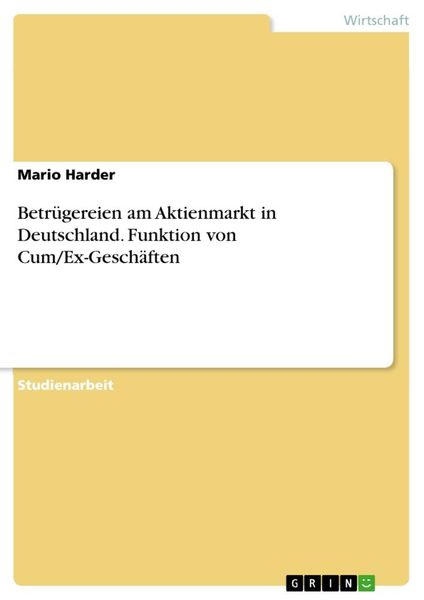 Wirtschaft
Mario Harder
Betrügereien am Aktienmarkt in
Deutschland. Funktion von
Cum/Ex-Geschäften
Studienarbeit
GRIN